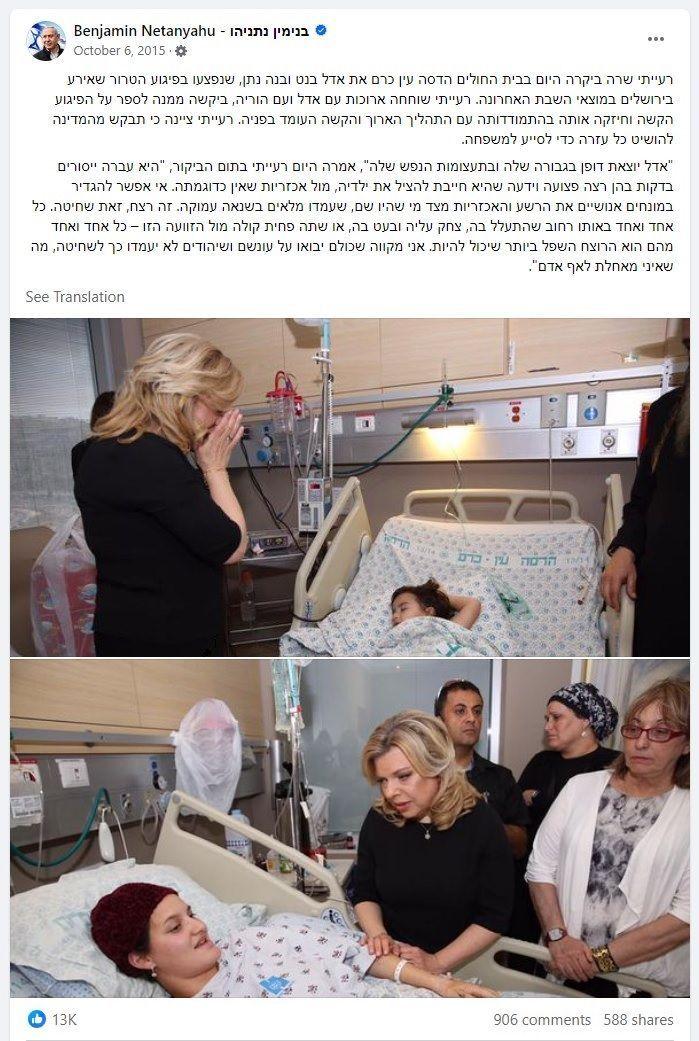 Benjamin Netanyahu - בנימין נתניהו
October 6, 2015 ·
רעייתי שרה ביקרה היום בבית החולים הדסה עין כרם את אדל בנט ובנה נתן, שנפצעו בפיגוע הטרור שאירע
בירושלים במוצאי השבת האחרונה. רעייתי שוחחה ארוכות עם אדל ועם הוריה, ביקשה ממנה לספר על הפיגוע
הקשה וחיזקה אותה בהתמודדותה עם התהליך הארוך והקשה העומד בפניה. רעייתי ציינה כי תבקש מהמדינה
להושיט כל עזרה כדי לסייע למשפחה.
"אדל יוצאת דופן בגבורה שלה ובתעצומות הנפש שלה", אמרה היום רעייתי בתום הביקור, "היא עברה ייסורים
בדקות בהן רצה פצועה וידעה שהיא חייבת להציל את ילדיה, מול אכזריות שאין כדוגמתה. אי אפשר להגדיר
במונחים אנושיים את הרשע והאכזריות מצד מי שהיו שם, שעמדו מלאים בשנאה עמוקה. זה רצח, זאת שחיטה. כל
אחד ואחד באותו רחוב שהתעלל בה, צחק עליה ובעט בה, או שתה פחית קולה מול הזוועה הזו – כל אחד ואחד
מהם הוא הרוצח השפל ביותר שיכול להיות. אני מקווה שכולם יבואו על עונשם ושיהודים לא יעמדו כך לשחיטה, מה
שאיני מאחלת לאף אדם".
See Translation
הדסה עין - כרם
13K
906 comments 588 shares